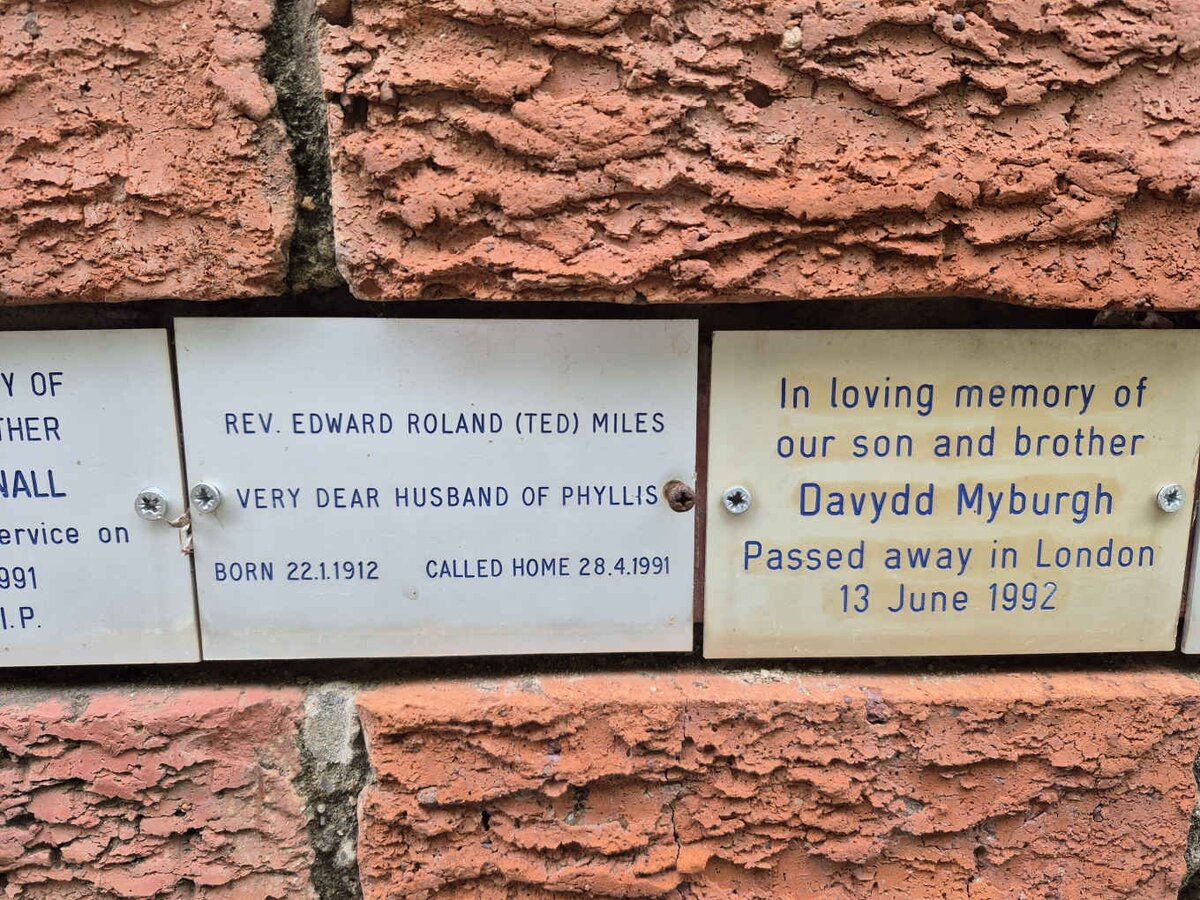 Y OF
THER
NALL
ervice on
991
I.P.
REV. EDWARD ROLAND (TED) MILES
VERY DEAR HUSBAND OF PHYLLIS
BORN 22.1.1912 CALLED HOME 28.4.1991
In loving memory of
our son and brother
Davydd Myburgh
Passed away in London
13 June 1992